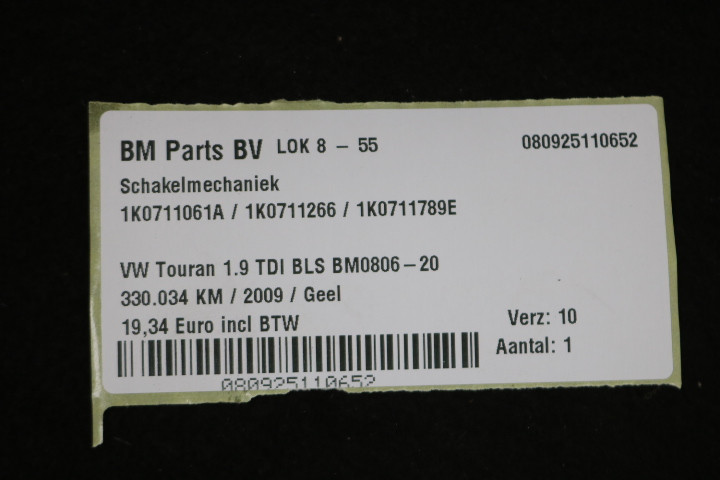 BM Parts BV LOK 8 - 55 080925110652
Schakelmechaniek
1K0711061A / 1K0711266 / 1K0711789E
VW Touran 1.9 TDI BLS BM0806-20
330.034 KM / 2009 / Geel
19,34 Euro incl BTW Verz: 10
Aantal: 1
080925110652